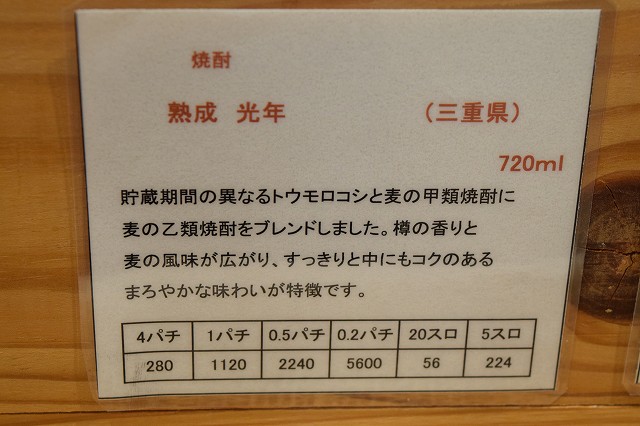 焼酎
熟成 光年 （三重県）
720ml
貯蔵期間の異なるトウモロコシと麦の甲類焼酎に
麦の乙類焼酎をブレンドしました。樽の香りと
麦の風味が広がり、すっきりと中にもコクのある
まろやかな味わいが特徴です。
4パチ 1パチ 0.5パチ 0.2パチ 20スロ 5スロ
280 1120 2240 5600 56 224